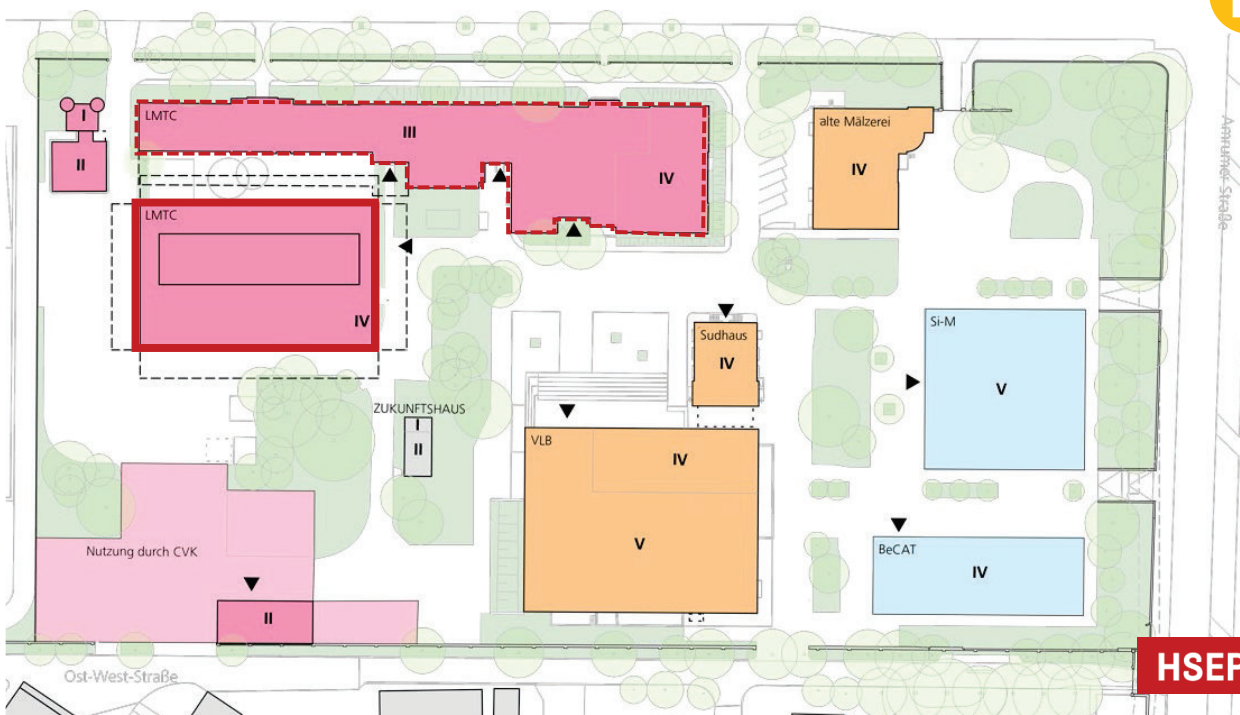 I
II
LMTC
III
IV
alte Mälzerei
IV
Amrumer Straße
LMTC
IV
Sudhaus
IV
Si-M
V
ZUKUNFTSHAUS
I
II
VLB
IV
V
Nutzung durch CVK
II
BeCAT
IV
Ost-West-Straße
HSEP